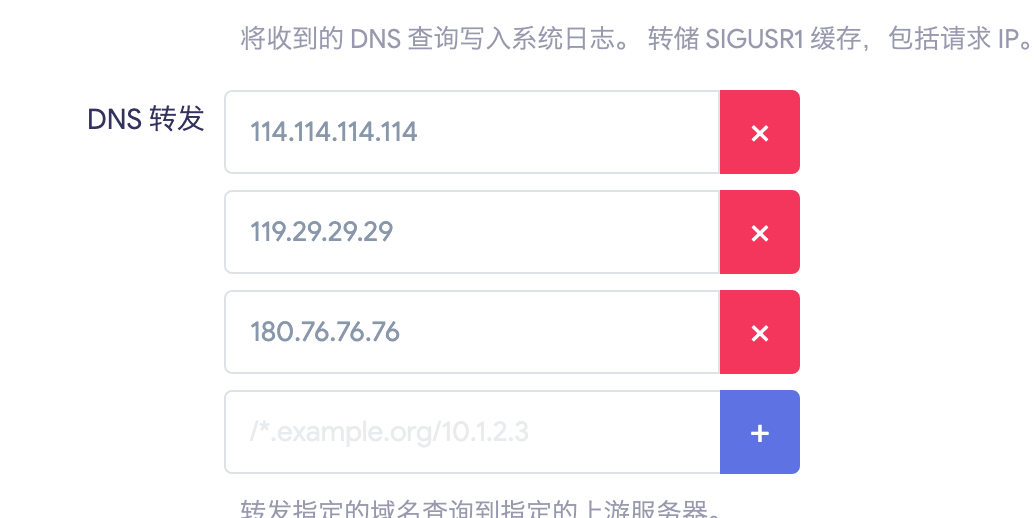 将收到的 DNS 查询写入系统日志。 转储 SIGUSR1 缓存，包括请求 IP。
DNS 转发
114.114.114.114
119.29.29.29
180.76.76.76
/*.example.org/10.1.2.3
转发指定的域名查询到指定的上游服务器。